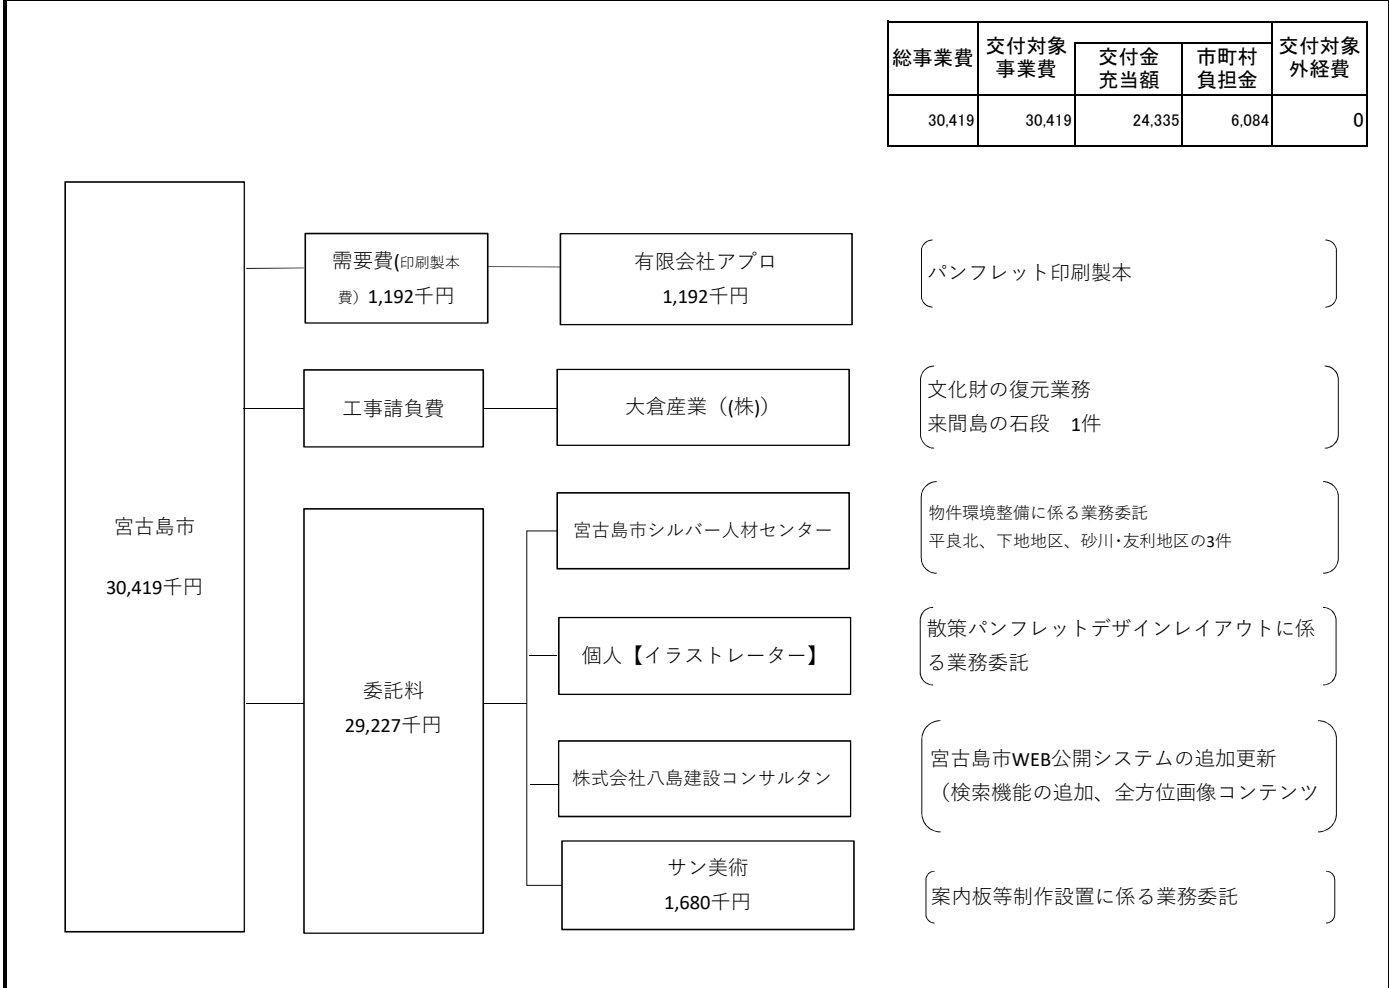 総事業費
交付対象
事業費
交付金
充当額
市町村
負担金
交付対象
外経費
30,419
30,419
24,335
6,084
0
宮古島市
30,419千円
需要費(印刷製本
費）1,192千円
有限会社アプロ
1,192千円
パンフレット印刷製本
工事請負費
大倉産業（(株)）
文化財の復元業務
来間島の石段　1件
委託料
29,227千円
宮古島市シルバー人材センター
物件環境整備に係る業務委託
平良北、下地地区、砂川・友利地区の3件
個人【イラストレーター】
散策パンフレットデザインレイアウトに係
る業務委託
株式会社八島建設コンサルタン
宮古島市WEB公開システムの追加更新
（検索機能の追加、全方位画像コンテンツ
サン美術
1,680千円
案内板等制作設置に係る業務委託